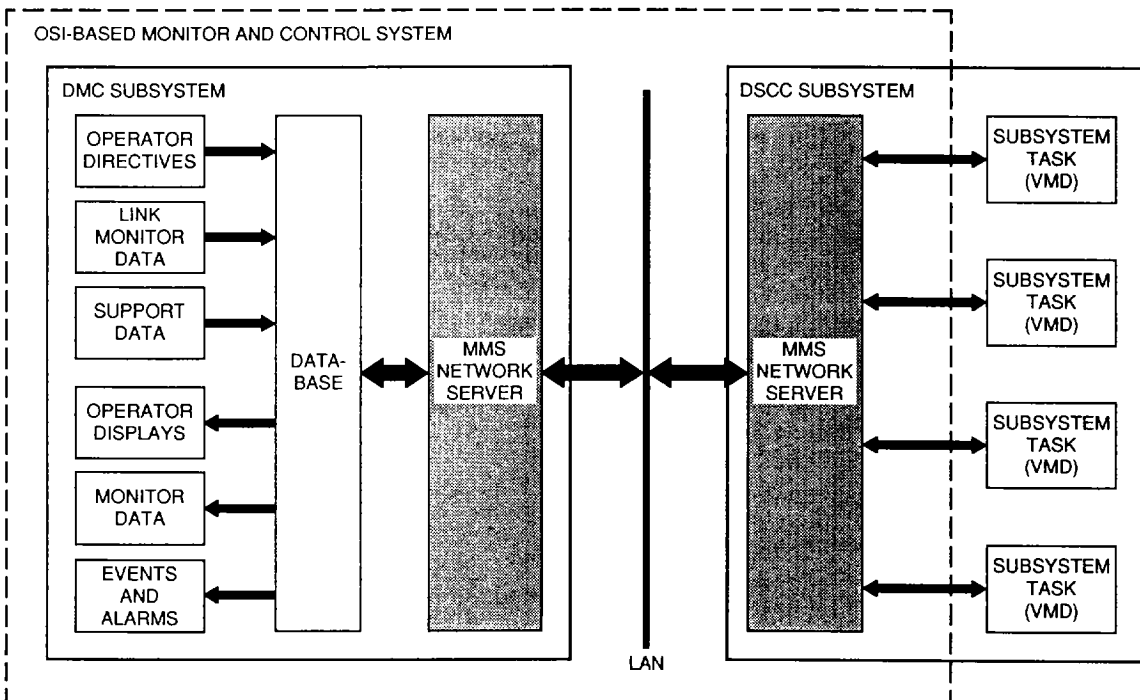 OSI-BASED MONITOR AND CONTROL SYSTEM
DMC SUBSYSTEM
OPERATOR
DIRECTIVES
LINK
MONITOR
DATA
SUPPORT
DATA
OPERATOR
DISPLAYS
MONITOR
DATA
EVENTS
AND
ALARMS
DATA-
BASE
MMS
NETWORK
SERVER
LAN
DSCC SUBSYSTEM
MMS
NETWORK
SERVER
SUBSYSTEM
TASK
(VMD)
SUBSYSTEM
TASK
(VMD)
SUBSYSTEM
TASK
(VMD)
SUBSYSTEM
TASK
(VMD)